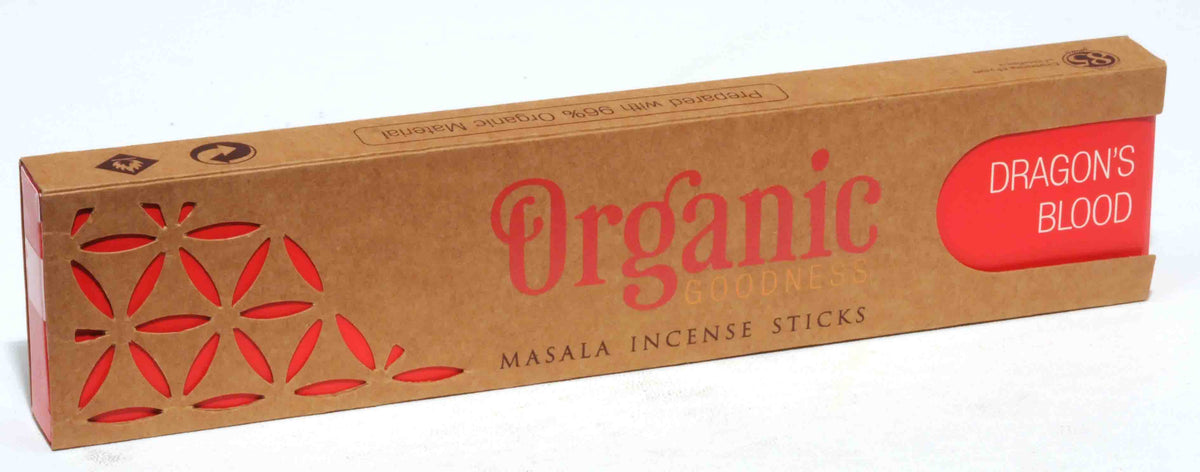 Prepared with 96% Organic Material
Organic
GOODNESS
MASALA INCENSE STICKS
DRAGON'S
BLOOD